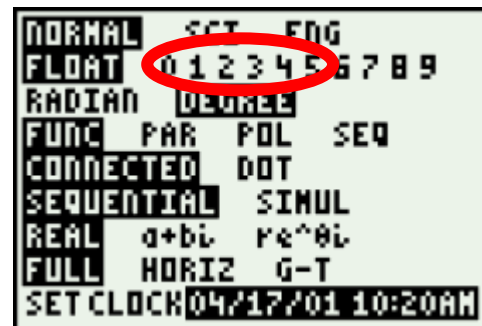 NORMAL SCI ENG
FLOAT 0 1 2 3 4 5 6 7 8 9
RADIAN DEGREE
FUNC PAR POL SEQ
CONNECTED DOT
SEQUENTIAL SIMUL
REAL a+bi re^θi
FULL HORIZ G-T
SET CLOCK 04/17/01 10:20AM